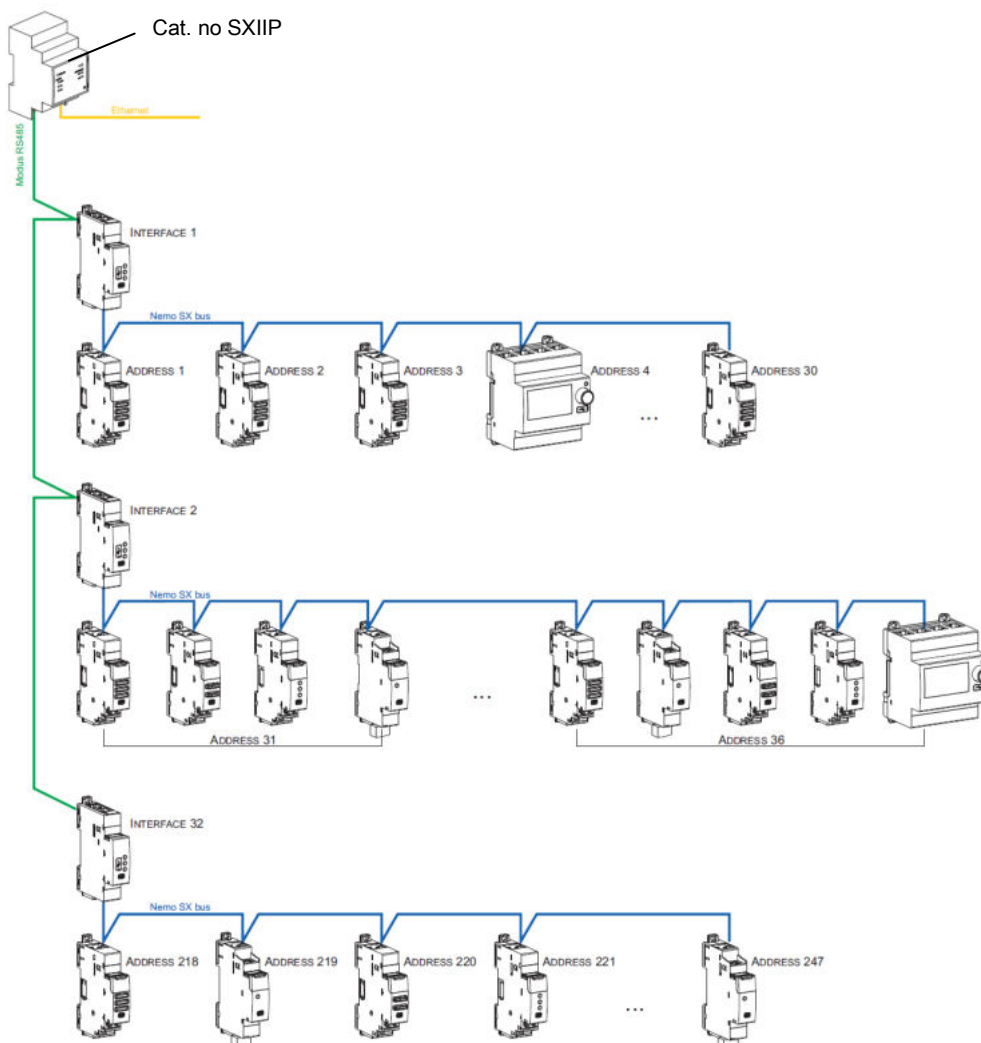 Cat. no SXIIP
Ethernet
Modus RS485
INTERFACE 1
Nemo SX bus
ADDRESS 1
ADDRESS 2
ADDRESS 3
ADDRESS 4
ADDRESS 30
...
INTERFACE 2
Nemo SX bus
...
ADDRESS 31
ADDRESS 36
INTERFACE 32
Nemo SX bus
ADDRESS 218
ADDRESS 219
ADDRESS 220
ADDRESS 221
ADDRESS 247
...